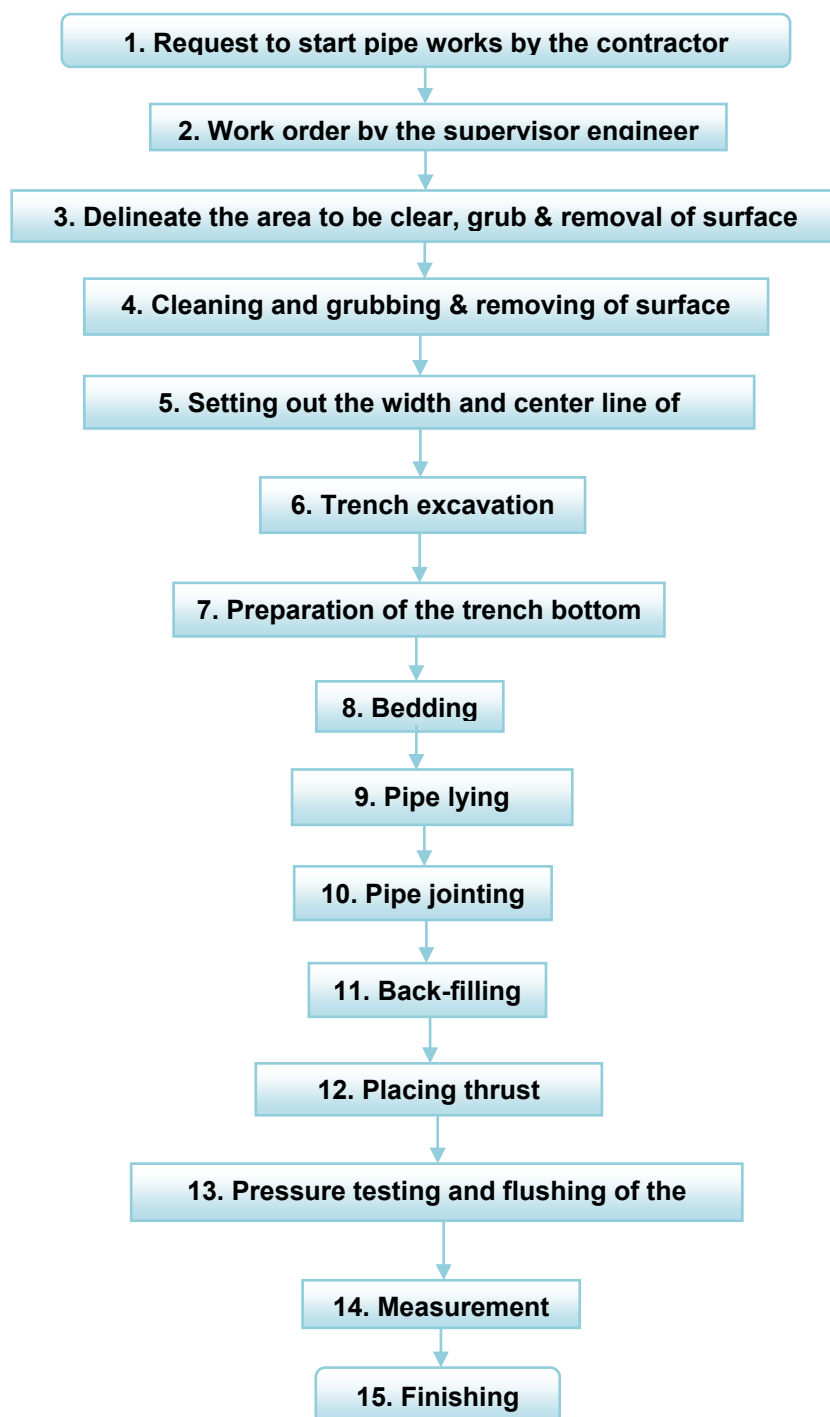 1. Request to start pipe works by the contractor
2. Work order by the supervisor engineer
3. Delineate the area to be clear, grub & removal of surface
4. Cleaning and grubbing & removing of surface
5. Setting out the width and center line of
6. Trench excavation
7. Preparation of the trench bottom
8. Bedding
9. Pipe lying
10. Pipe jointing
11. Back-filling
12. Placing thrust
13. Pressure testing and flushing of the
14. Measurement
15. Finishing